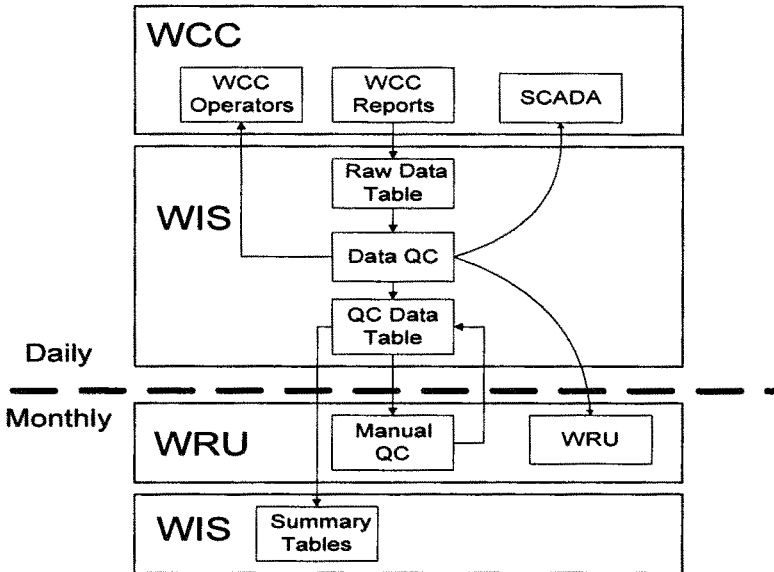 WCC
WCC
Operators
WCC
Reports
SCADA
WIS
Raw Data
Table
Data QC
QC Data
Table
Daily
Monthly
WRU
Manual
QC
WRU
WIS
Summary
Tables